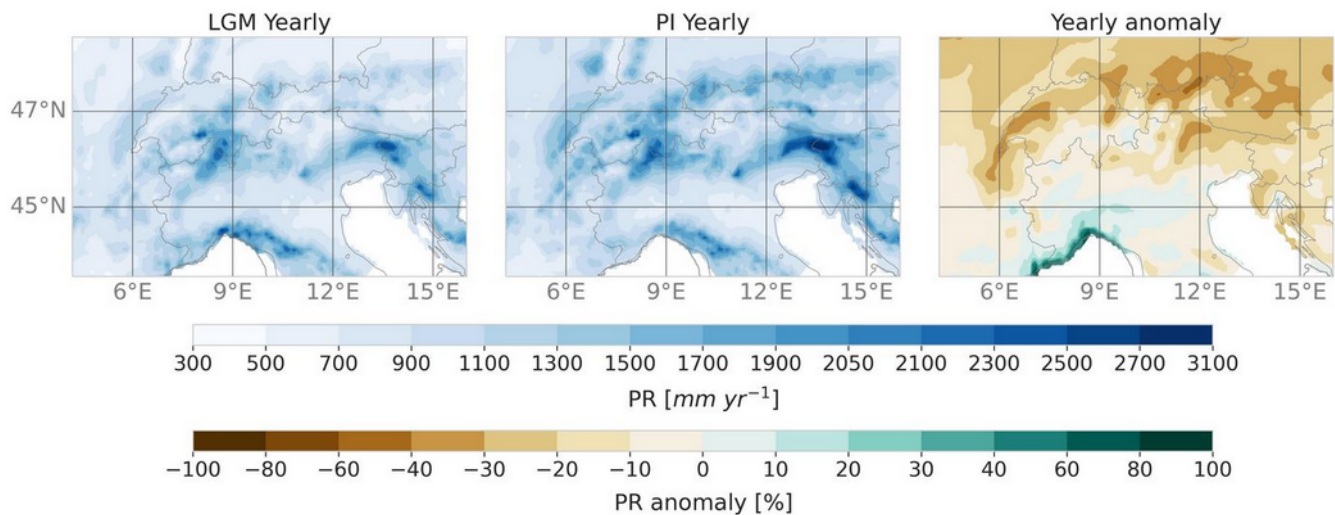 LGM Yearly PI Yearly Yearly anomaly
47°N
45°N
6°E 9°E 12°E 15°E 6°E 9°E 12°E 15°E 6°E 9°E 12°E 15°E
300 500 700 900 1100 1300 1500 1700 1900 2050 2100 2300 2500 2700 3100
PR [mm yr⁻¹]
−100 −80 −60 −40 −30 −20 −10 0 10 20 30 40 60 80 100
PR anomaly [%]